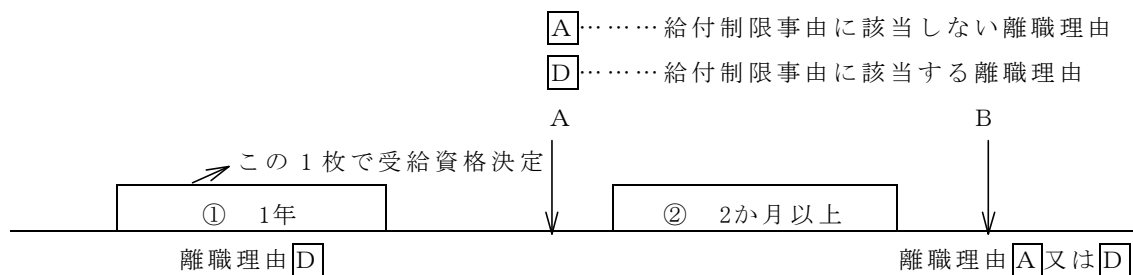 A………給付制限事由に該当しない離職理由
D………給付制限事由に該当する離職理由
A B
この1枚で受給資格決定
① 1年 ② 2か月以上
離職理由D 離職理由A又はD